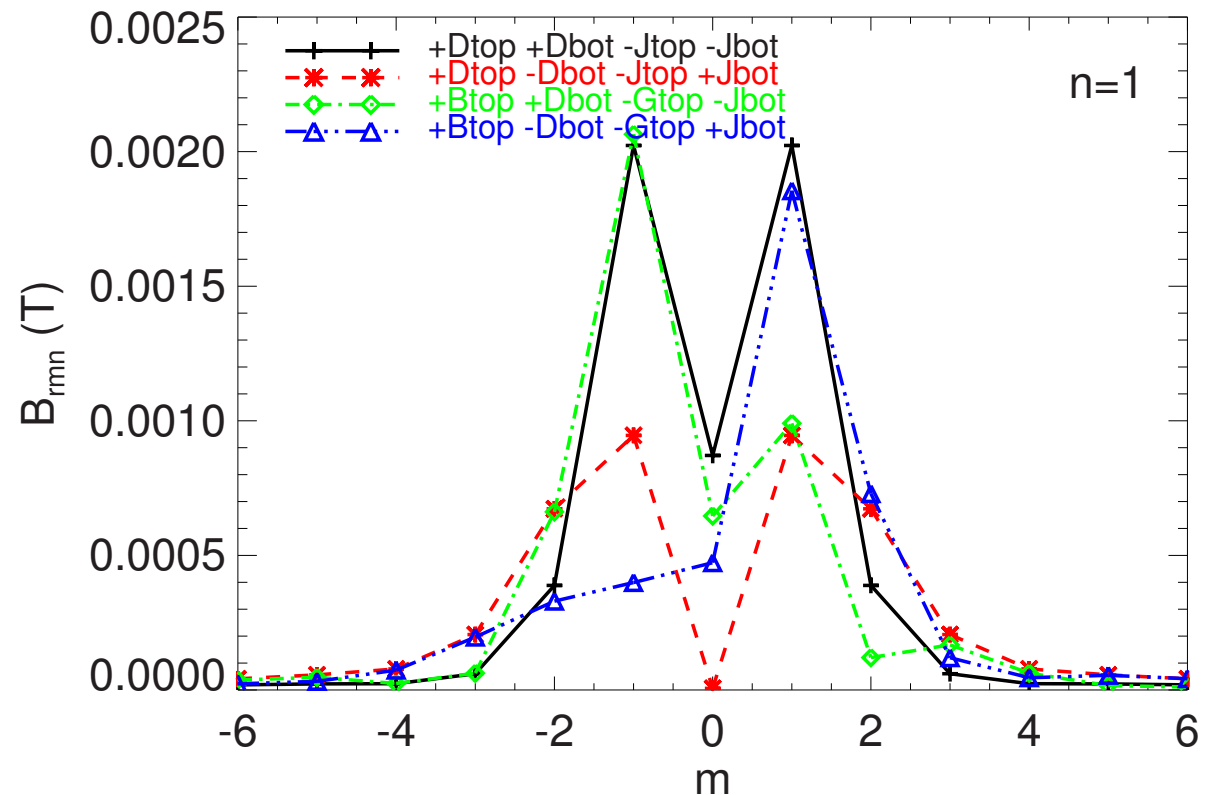 0.0025
+Dtop +Dbot -Jtop -Jbot
+Dtop -Dbot -Jtop +Jbot
+Btop +Dbot -Gtop -Jbot
+Btop -Dbot -Gtop +Jbot
n=1
0.0020
0.0015
0.0010
0.0005
0.0000
B_rmn (T)
-6 -4 -2 0 2 4 6
m